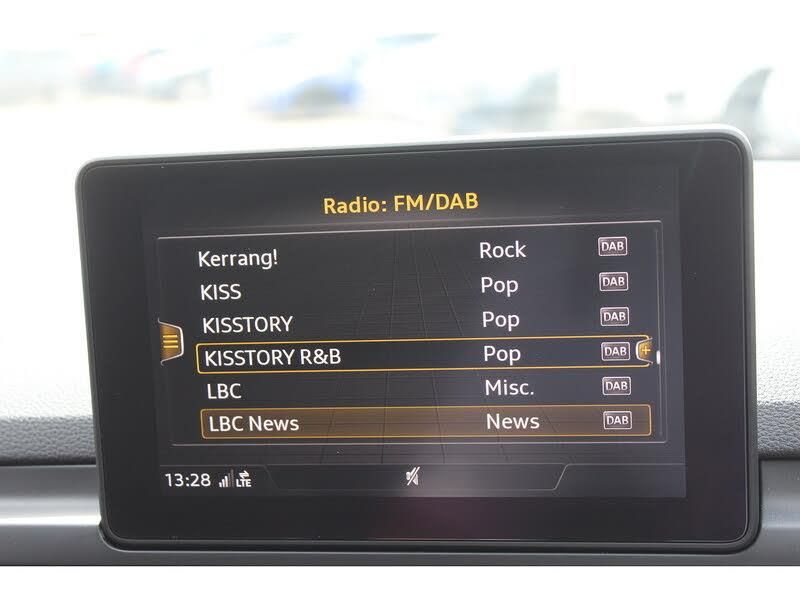 Radio: FM/DAB
Kerrang! Rock DAB
KISS Pop DAB
KISSTORY Pop DAB
KISSTORY R&B Pop DAB +
LBC Misc. DAB
LBC News News DAB
13:28 LTE